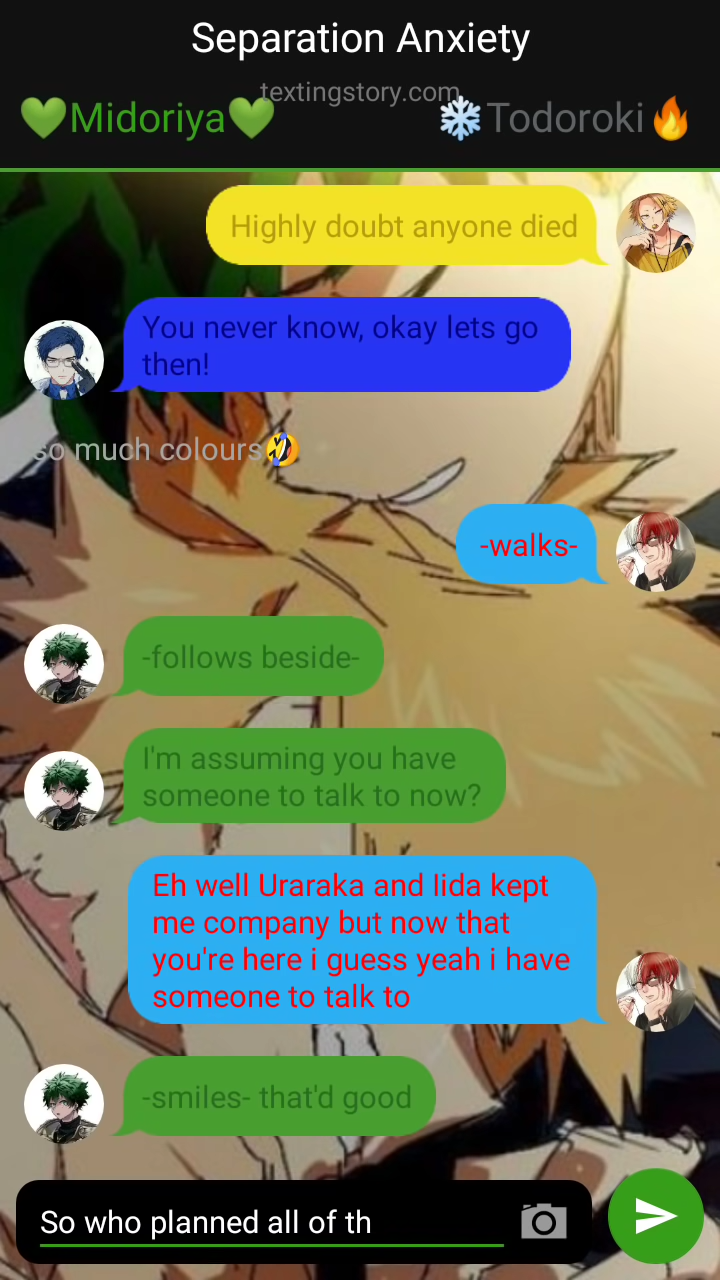 Separation Anxiety
textingstory.com
💚Midoriya💚
❄️Todoroki🔥
Highly doubt anyone died
You never know, okay lets go
then!
so much colours🤣
-walks-
-follows beside-
I'm assuming you have
someone to talk to now?
Eh well Uraraka and Iida kept
me company but now that
you're here i guess yeah i have
someone to talk to
-smiles- that'd good
So who planned all of th